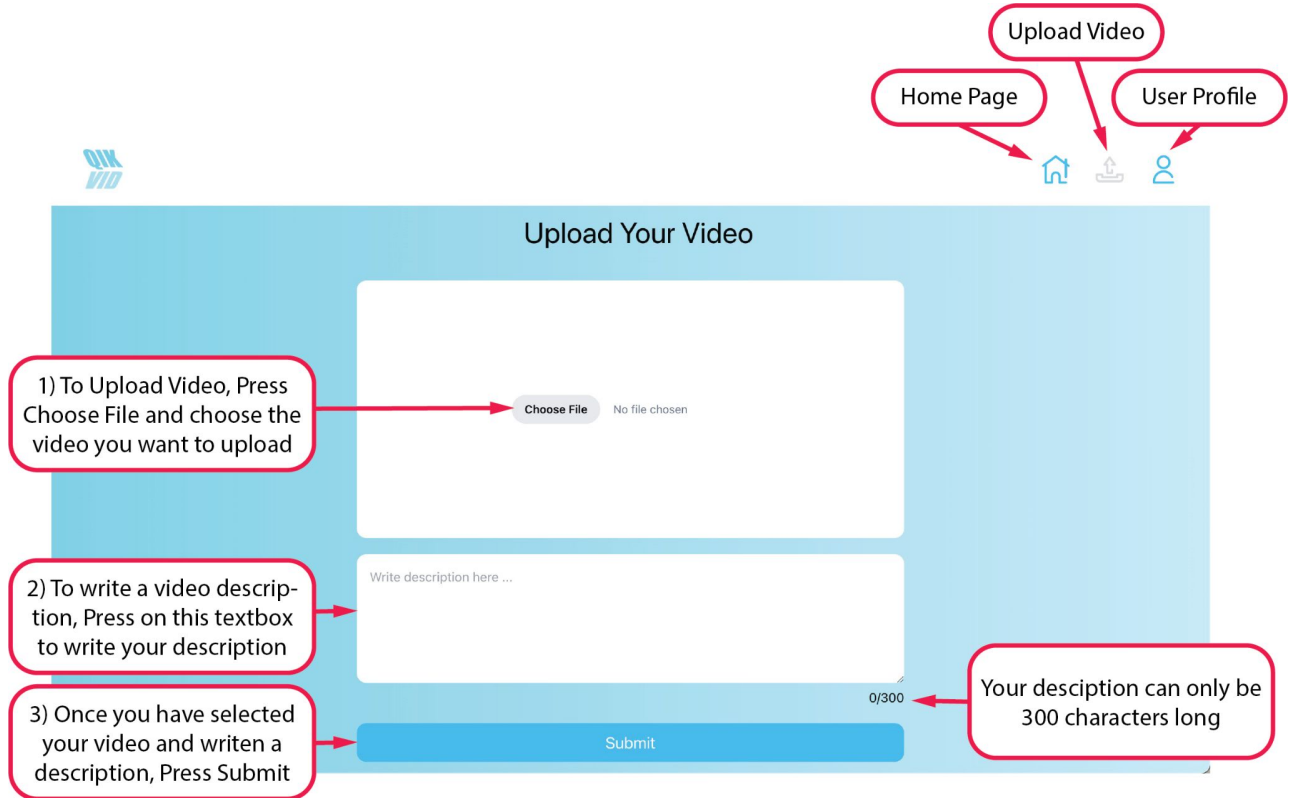 Upload Video
Home Page
User Profile
QIK
VID
Upload Your Video
1) To Upload Video, Press
Choose File and choose the
video you want to upload
Choose File
No file chosen
2) To write a video descrip-
tion, Press on this textbox
to write your description
Write description here ...
0/300
Your desciption can only be
300 characters long
3) Once you have selected
your video and writen a
description, Press Submit
Submit